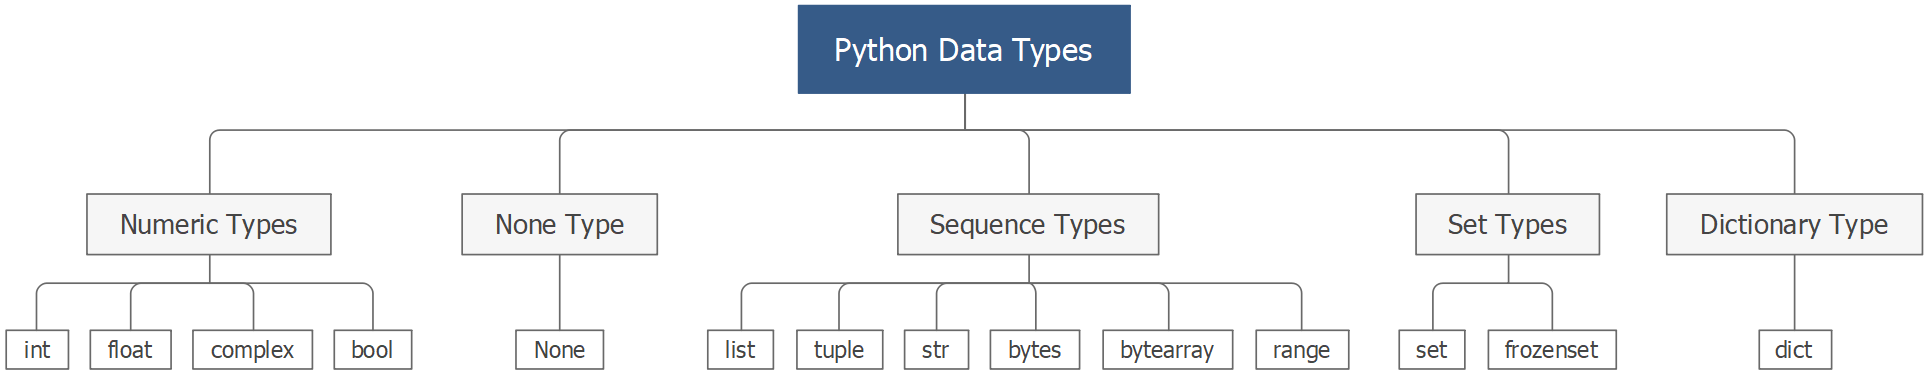 Python Data Types
Numeric Types
None Type
Sequence Types
Set Types
Dictionary Type
int
float
complex
bool
None
list
tuple
str
bytes
bytearray
range
set
frozenset
dict